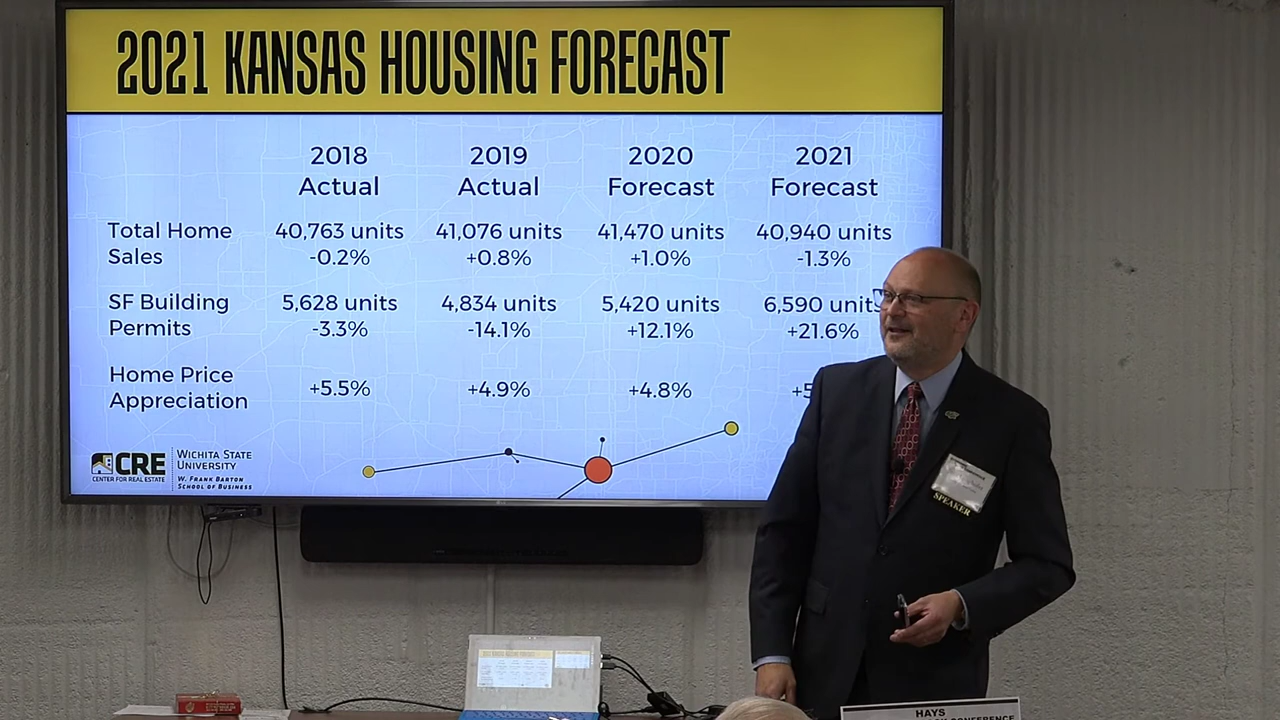 2021 KANSAS HOUSING FORECAST
2018 Actual 2019 Actual 2020 Forecast 2021 Forecast
Total Home Sales 40,763 units -0.2% 41,076 units +0.8% 41,470 units +1.0% 40,940 units -1.3%
SF Building Permits 5,628 units -3.3% 4,834 units -14.1% 5,420 units +12.1% 6,590 units +21.6%
Home Price Appreciation +5.5% +4.9% +4.8% +5
CRE
CENTER FOR REAL ESTATE
WICHITA STATE
UNIVERSITY
W. FRANK BARTON
SCHOOL OF BUSINESS
SPEAKER
HAYS
CONFERENCE